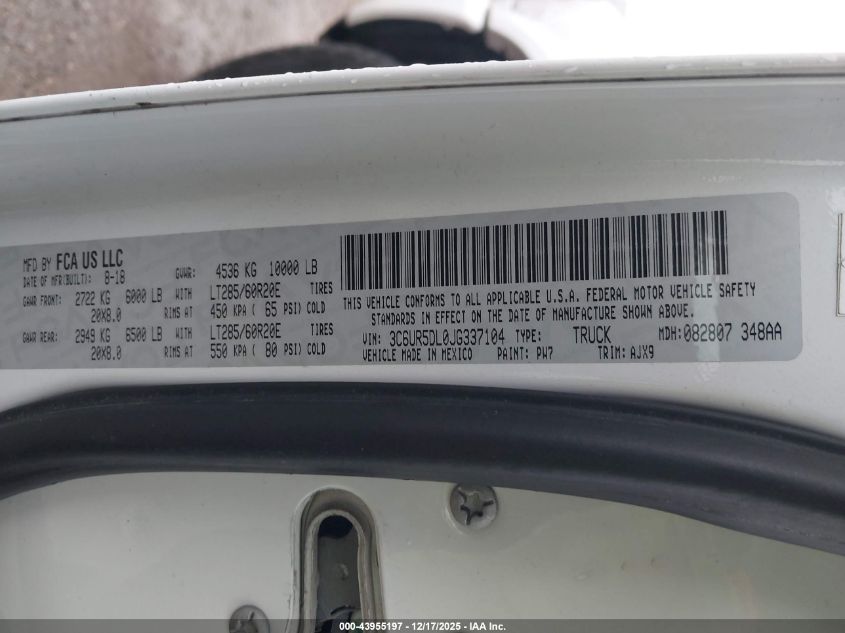 MFD BY FCA US LLC
DATE OF MFR(BUILT): 8-18 GVWR: 4536 KG 10000 LB
GAWR FRONT: 2722 KG 6000 LB WITH LT285/60R20E TIRES
20X8.0 RIMS AT 450 KPA ( 65 PSI) COLD
GAWR REAR: 2949 KG 6500 LB WITH LT285/60R20E TIRES
20X8.0 RIMS AT 550 KPA ( 80 PSI) COLD
THIS VEHICLE CONFORMS TO ALL APPLICABLE U.S.A. FEDERAL MOTOR VEHICLE SAFETY
STANDARDS IN EFFECT ON THE DATE OF MANUFACTURE SHOWN ABOVE.
VIN: 3C6UR5DL0JG337104 TYPE: TRUCK MDH: 082807 348AA
VEHICLE MADE IN MEXICO PAINT: PW7 TRIM: AJX9
000-43955197 - 12/17/2025 - IAA Inc.